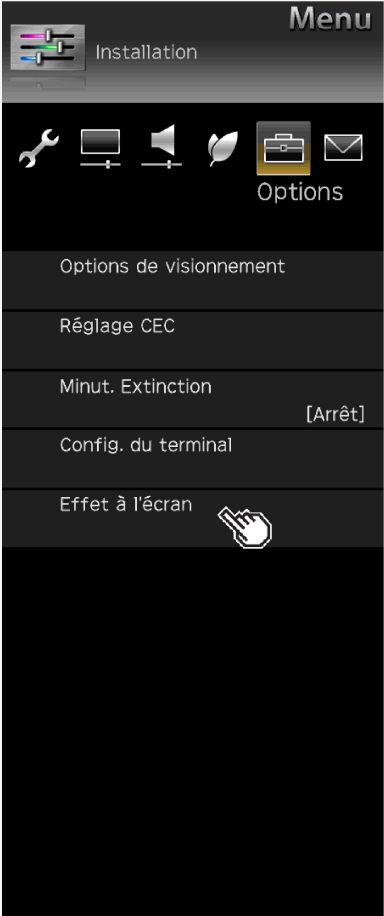 Menu
Installation
Options
Options de visionnement
Réglage CEC
Minut. Extinction
[Arrêt]
Config. du terminal
Effet à l'écran